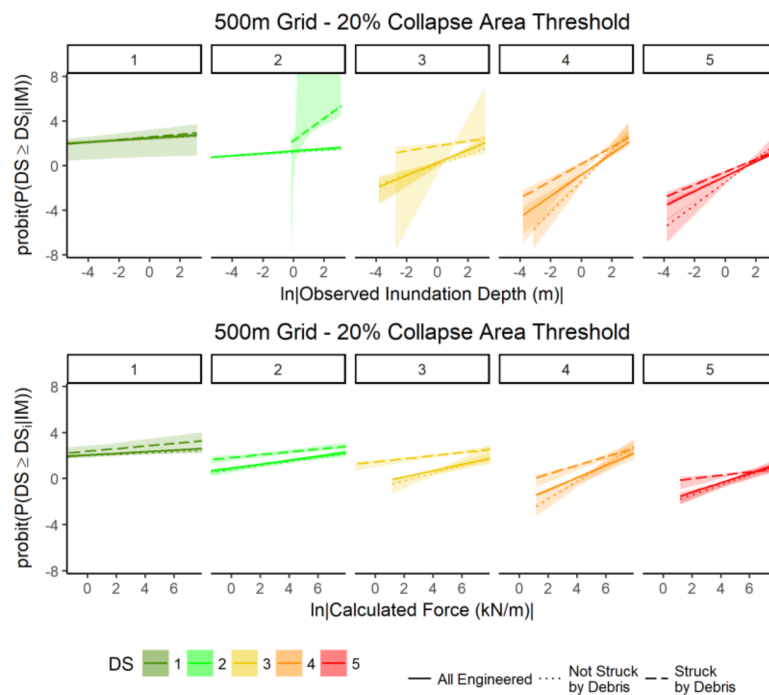 500m Grid - 20% Collapse Area Threshold
1 2 3 4 5
probit(P(DS ≥ DSᵢ|IM))
8
4
0
-4
-8
-4 -2 0 2 -4 -2 0 2 -4 -2 0 2 -4 -2 0 2 -4 -2 0 2
ln|Observed Inundation Depth (m)|
500m Grid - 20% Collapse Area Threshold
1 2 3 4 5
probit(P(DS ≥ DSᵢ|IM))
8
4
0
-4
-8
0 2 4 6 0 2 4 6 0 2 4 6 0 2 4 6 0 2 4 6
ln|Calculated Force (kN/m)|
DS 1 2 3 4 5
All Engineered Not Struck by Debris Struck by Debris